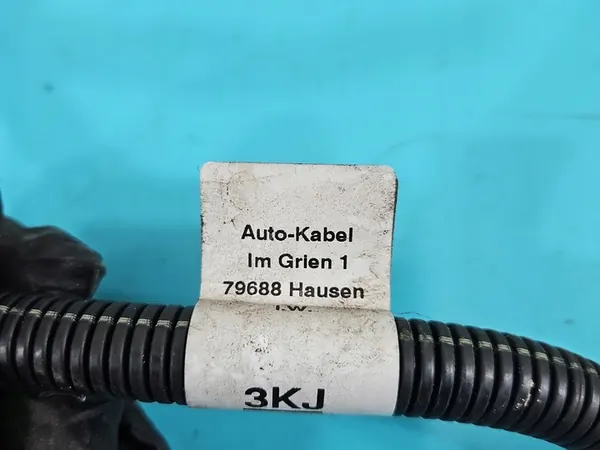 Auto-Kabel
Im Grien 1
79688 Hausen
i.W.
3KJ